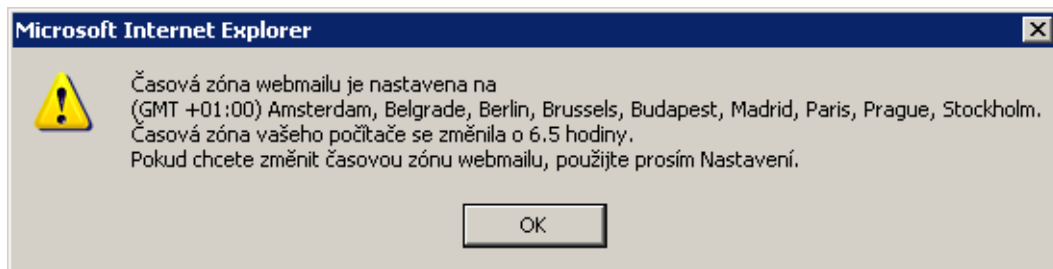 Microsoft Internet Explorer
Časová zóna webmailu je nastavena na
(GMT +01:00) Amsterdam, Belgrade, Berlin, Brussels, Budapest, Madrid, Paris, Prague, Stockholm.
Časová zóna vašeho počítače se změnila o 6.5 hodiny.
Pokud chcete změnit časovou zónu webmailu, použijte prosím Nastavení.
OK